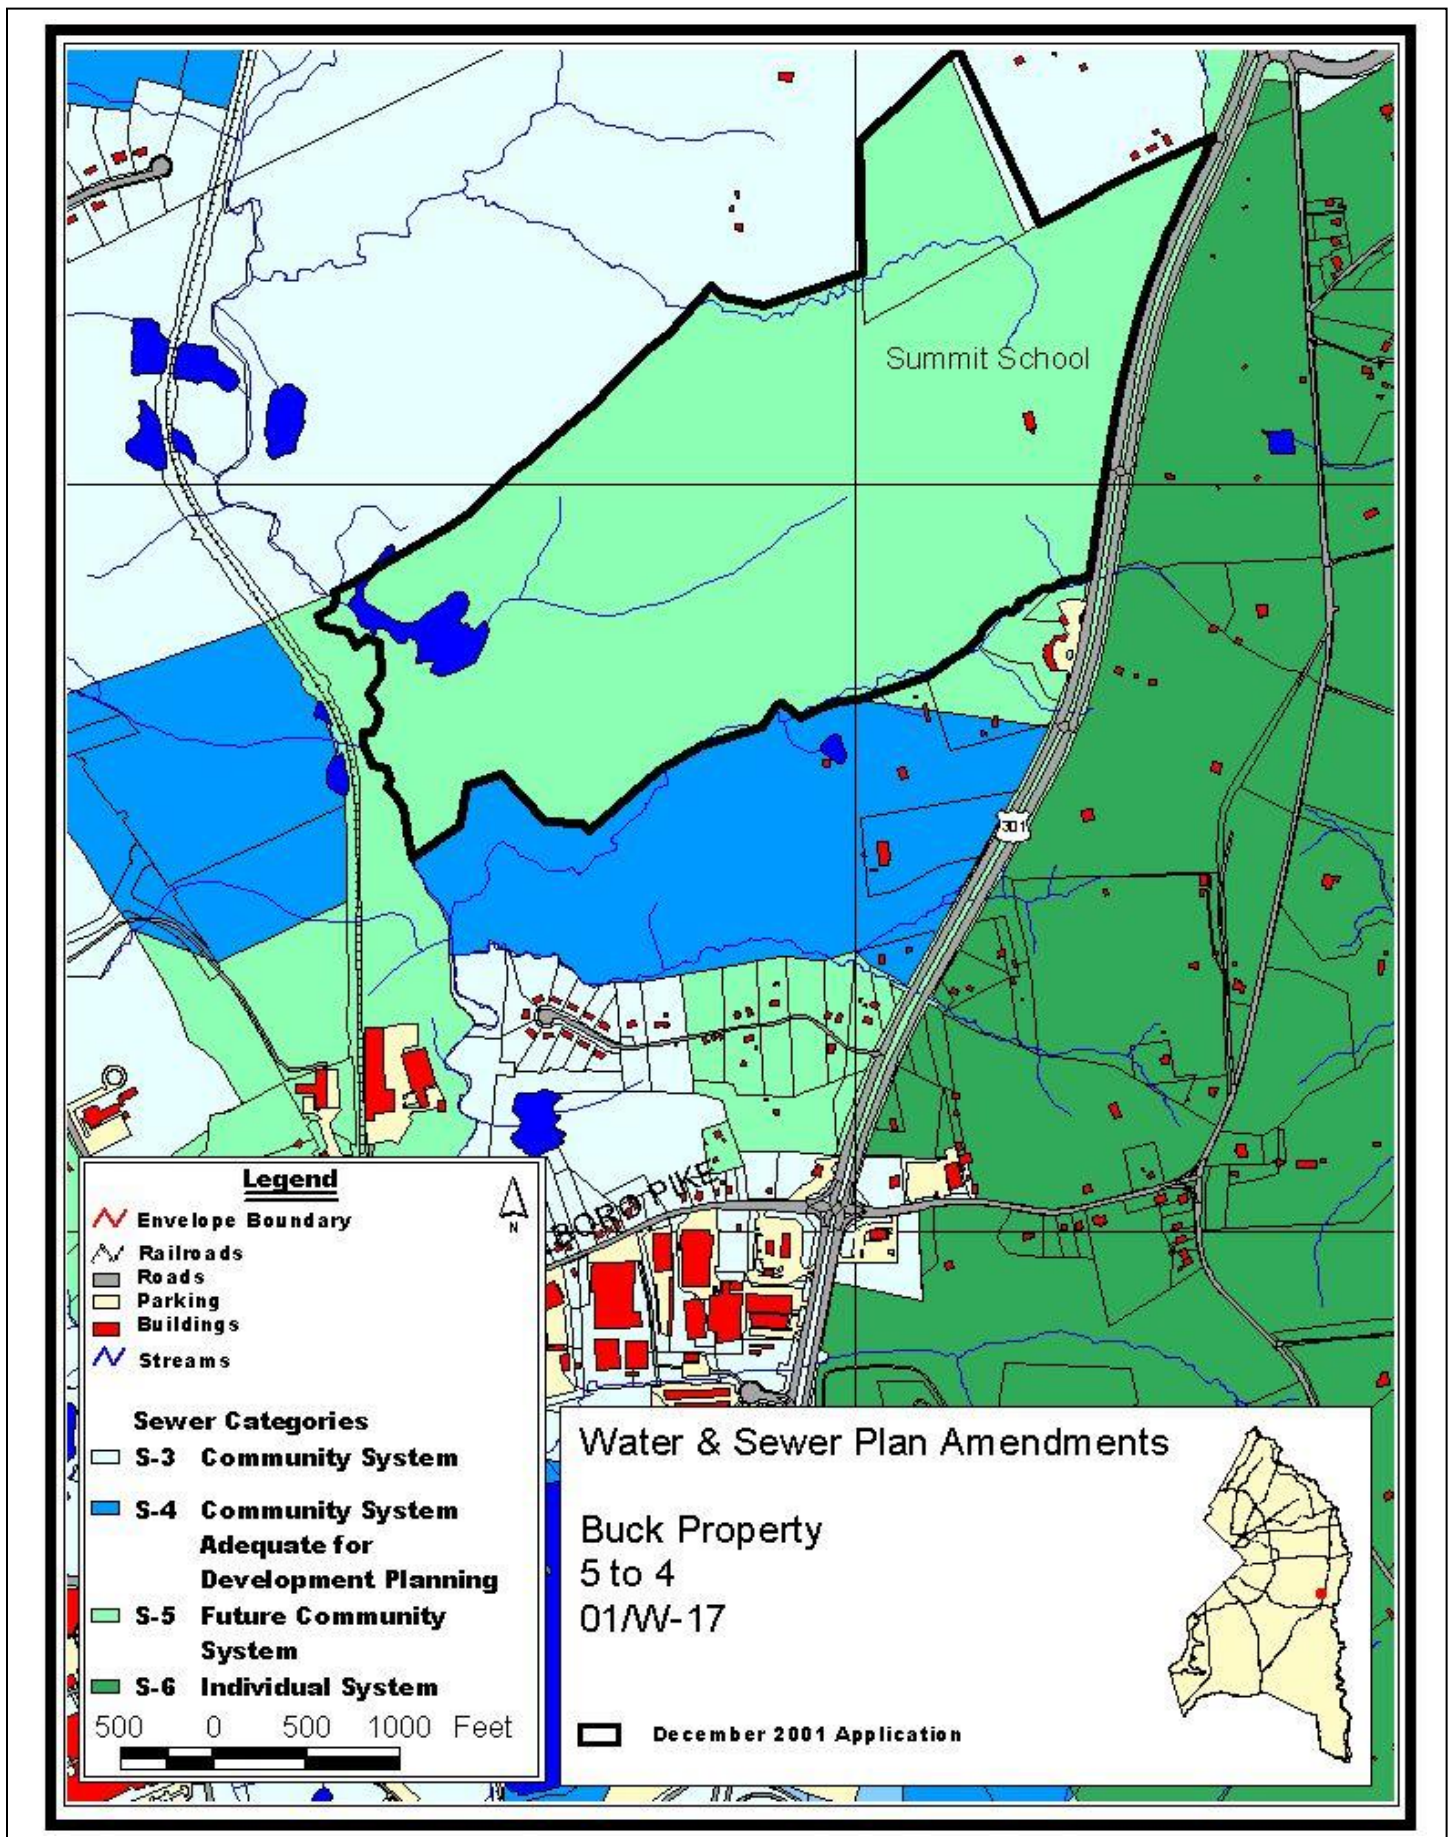 Summit School
301
BORO PIKE
Legend
N
Envelope Boundary
Railroads
Roads
Parking
Buildings
Streams
Sewer Categories
S-3 Community System
S-4 Community System
Adequate for
Development Planning
S-5 Future Community
System
S-6 Individual System
500 0 500 1000 Feet
Water & Sewer Plan Amendments
Buck Property
5 to 4
01/W-17
December 2001 Application